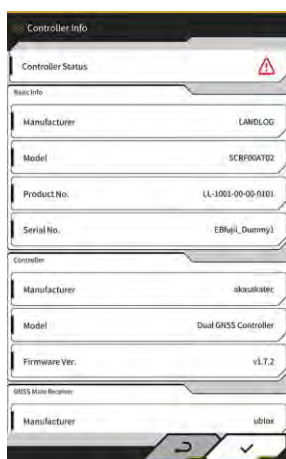 Controller Info
Controller Status
Basic Info
Manufacturer LANDLOG
Model SCRF00AT02
Product No. LL-1001-00-00-0101
Serial No. EBfujii_Dummy1
Controller
Manufacturer akasakatec
Model Dual GNSS Controller
Firmware Ver. v1.7.2
GNSS Main Receiver
Manufacturer ublox